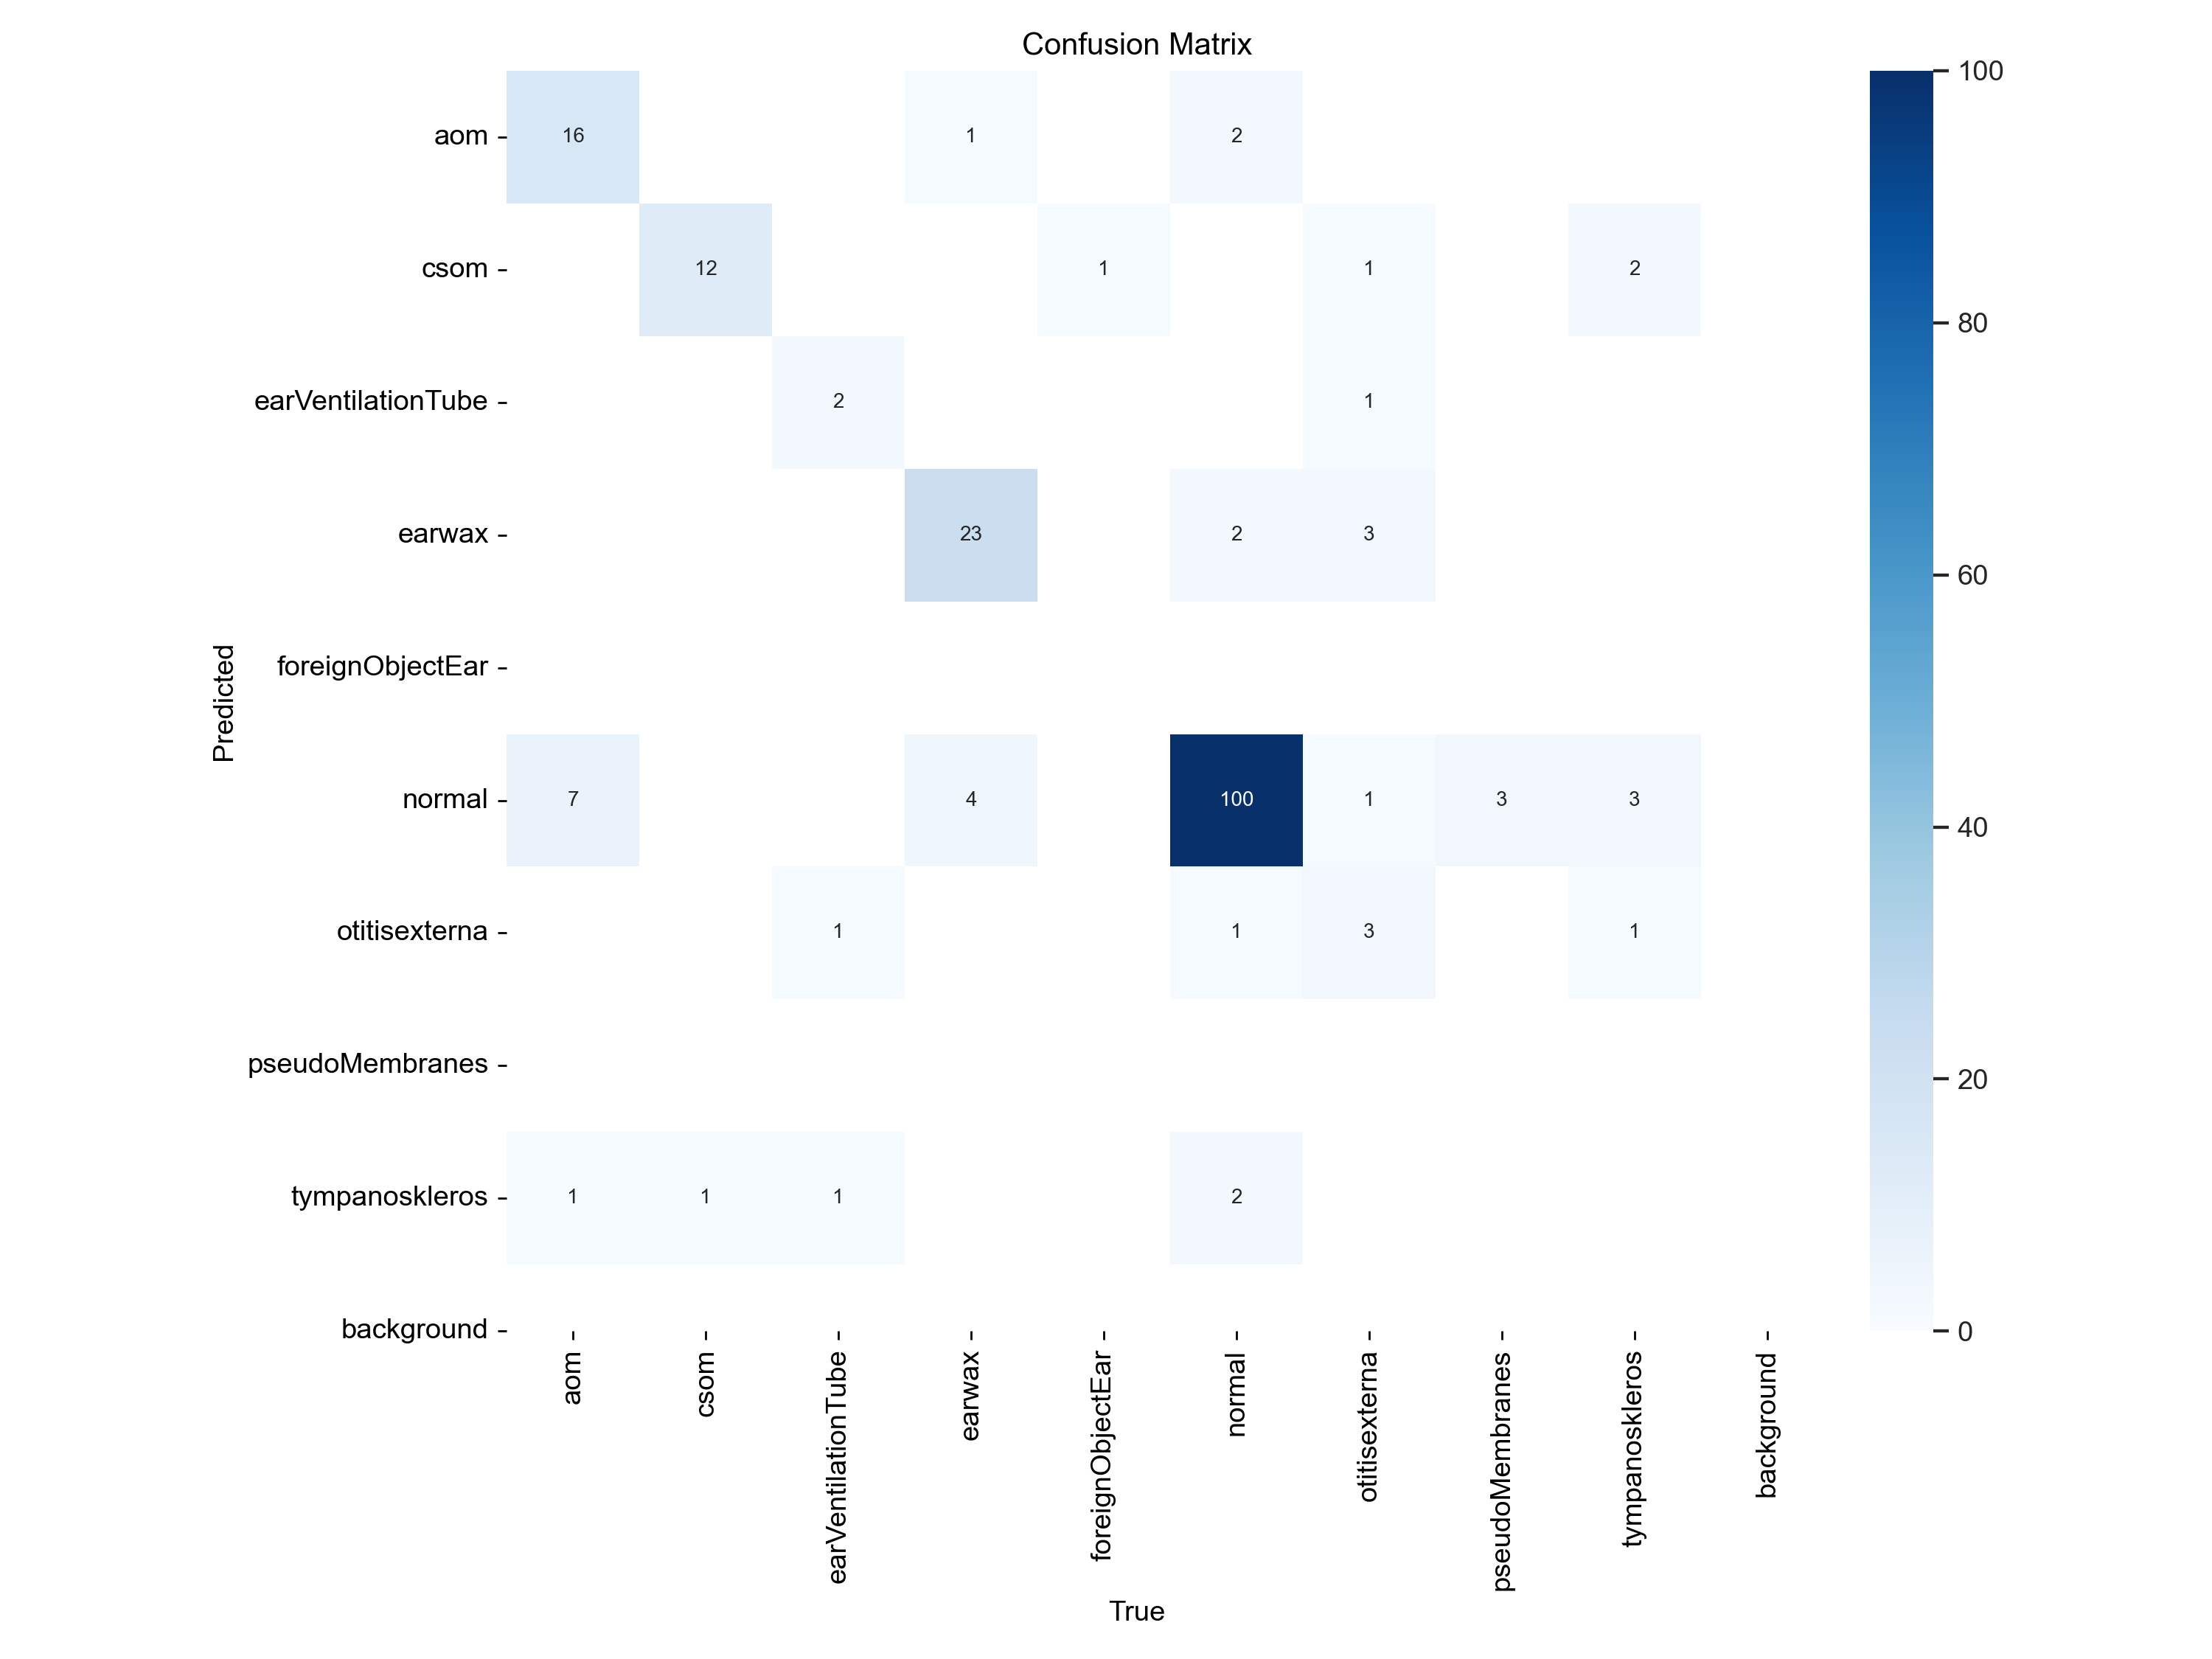 Confusion Matrix
aom 16 1 2
csom 12 1 1 2
earVentilationTube 2 1
earwax 23 2 3
foreignObjectEar
normal 7 4 100 1 3 3
otitisexterna 1 1 3 1
pseudoMembranes
tympanoskleros 1 1 1 2
background
Predicted
aom
csom
earVentilationTube
earwax
foreignObjectEar
normal
otitisexterna
pseudoMembranes
tympanoskleros
background
True
100
80
60
40
20
0